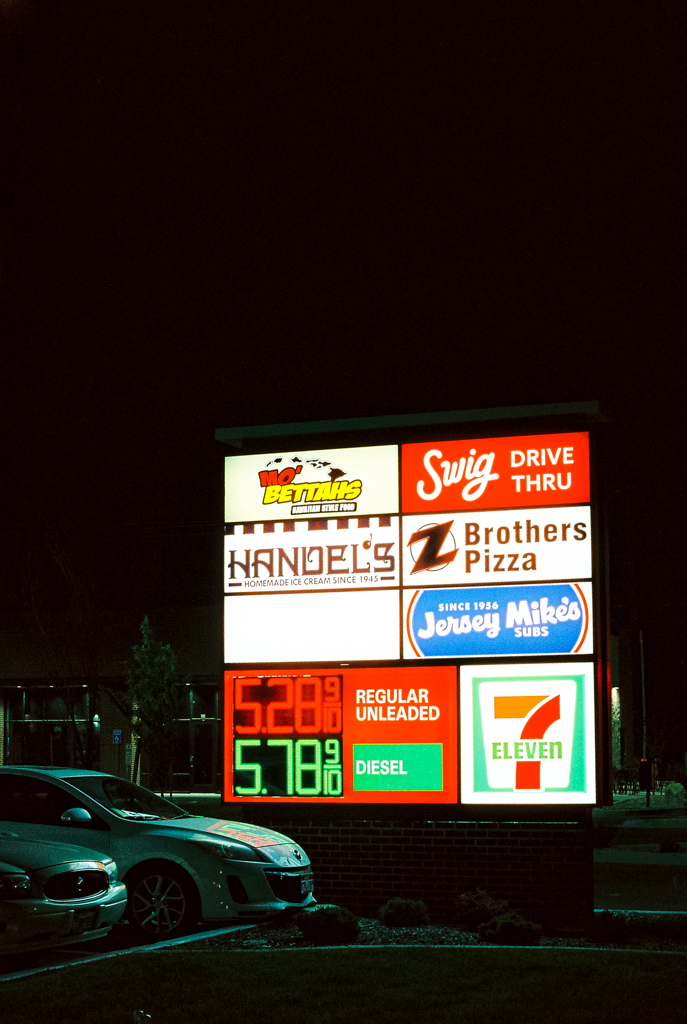 MO'
BETTAHS
HAWAIIAN STYLE FOOD
Swig DRIVE
THRU
HANDEL'S
HOMEMADE ICE CREAM SINCE 1945
Z Brothers
Pizza
SINCE 1956
Jersey Mike's
SUBS
5.28 9/10
REGULAR
UNLEADED
5.78 9/10
DIESEL
7
ELEVEn